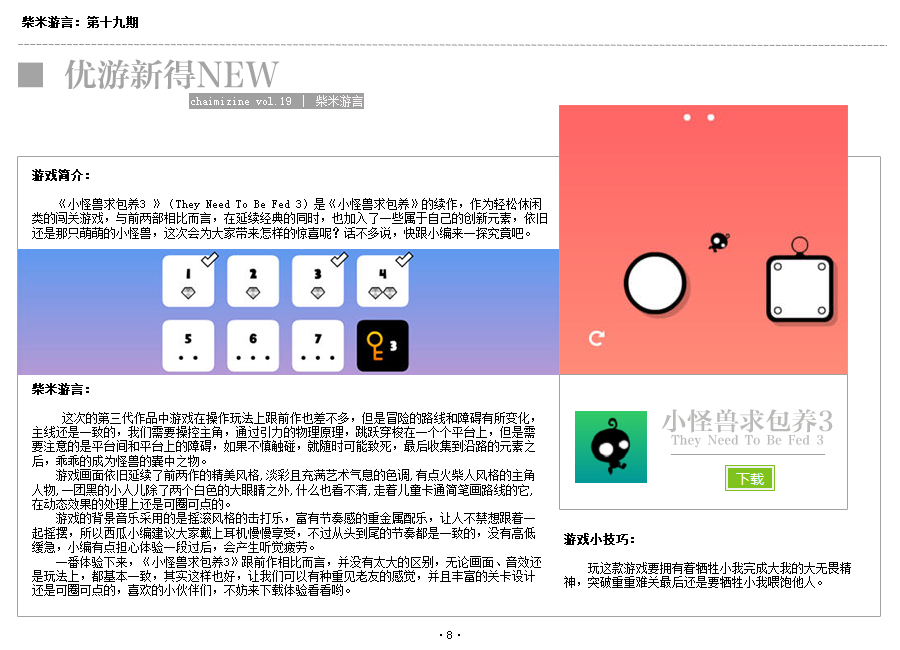 柴米游言：第十九期
优游新得NEW
chaimizine vol.19 | 柴米游言
游戏简介：
《小怪兽求包养3 》（They Need To Be Fed 3）是《小怪兽求包养》的续作，作为轻松休闲
类的闯关游戏，与前两部相比而言，在延续经典的同时，也加入了一些属于自己的创新元素，依旧
还是那只萌萌的小怪兽，这次会为大家带来怎样的惊喜呢？话不多说，快跟小编来一探究竟吧。
1 2 3 4
5 6 7 3
柴米游言：
这次的第三代作品中游戏在操作玩法上跟前作也差不多，但是冒险的路线和障碍有所变化，
主线还是一致的，我们需要操控主角，通过引力的物理原理，跳跃穿梭在一个个平台上，但是需
要注意的是平台间和平台上的障碍，如果不慎触碰，就随时可能致死，最后收集到沿路的元素之
后，乖乖的成为怪兽的囊中之物。
游戏画面依旧延续了前两作的精美风格,淡彩且充满艺术气息的色调,有点火柴人风格的主角
人物,一团黑的小人儿除了两个白色的大眼睛之外,什么也看不清,走着儿童卡通简笔画路线的它,
在动态效果的处理上还是可圈可点的。
游戏的背景音乐采用的是摇滚风格的击打乐，富有节奏感的重金属配乐，让人不禁想跟着一
起摇摆，所以西瓜小编建议大家戴上耳机慢慢享受，不过从头到尾的节奏都是一致的，没有高低
缓急，小编有点担心体验一段过后，会产生听觉疲劳。
一番体验下来，《小怪兽求包养3》跟前作相比而言，并没有太大的区别，无论画面、音效还
是玩法上，都基本一致，其实这样也好，让我们可以有种重见老友的感觉，并且丰富的关卡设计
还是可圈可点的，喜欢的小伙伴们，不妨来下载体验看看哟。
小怪兽求包养3
They Need To Be Fed 3
下载
游戏小技巧：
玩这款游戏要拥有着牺牲小我完成大我的大无畏精
神，突破重重难关最后还是要牺牲小我喂饱他人。
·8·